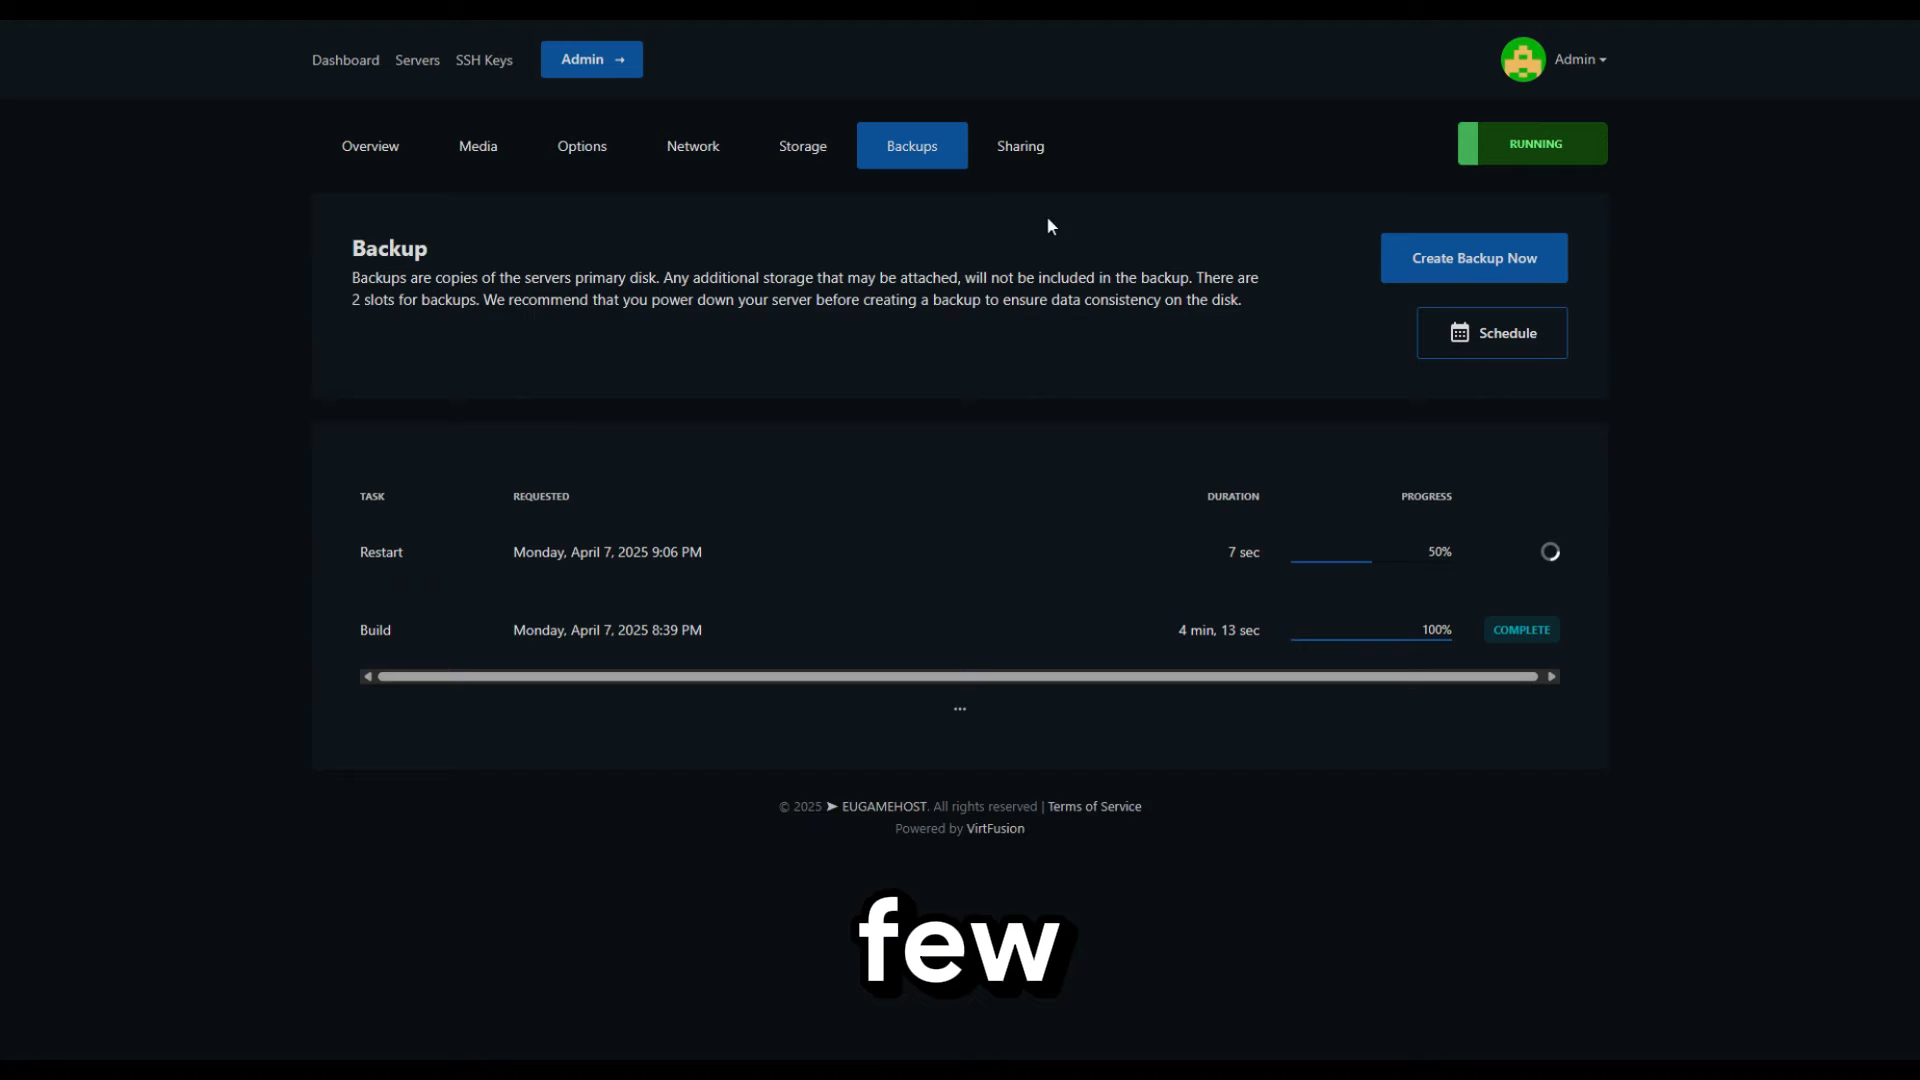 Dashboard Servers SSH Keys Admin → Admin
Overview Media Options Network Storage Backups Sharing RUNNING
Backup
Backups are copies of the servers primary disk. Any additional storage that may be attached, will not be included in the backup. There are
2 slots for backups. We recommend that you power down your server before creating a backup to ensure data consistency on the disk.
Create Backup Now
Schedule
TASK REQUESTED DURATION PROGRESS
Restart Monday, April 7, 2025 9:06 PM 7 sec 50%
Build Monday, April 7, 2025 8:39 PM 4 min, 13 sec 100% COMPLETE
...
© 2025 ➤ EUGAMEHOST. All rights reserved | Terms of Service
Powered by VirtFusion
few